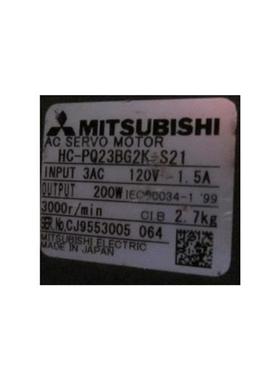 MITSUBISHI
AC SERVO MOTOR
HC-PQ23BG2K-S21
INPUT 3AC 120V 1.5A
OUTPUT 200W IEC60034-1 '99
3000r/min CI.B 2.7kg
SER.No.CJ9553005 064
MITSUBISHI ELECTRIC
MADE IN JAPAN